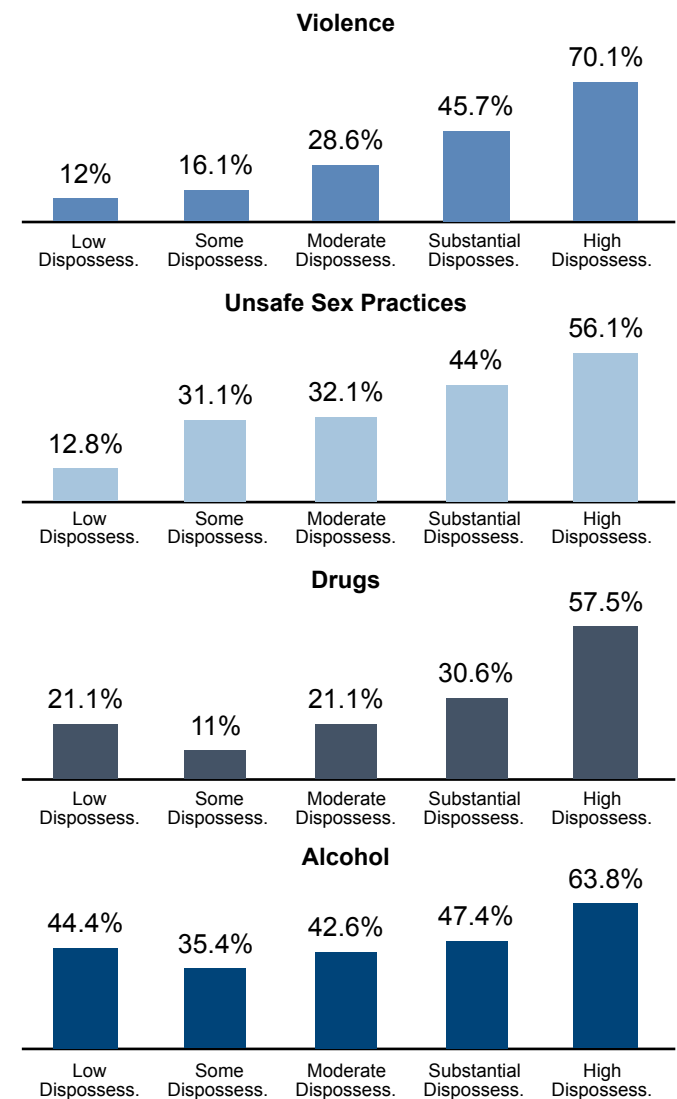 Violence
70.1%
45.7%
28.6%
16.1%
12%
Low Some Moderate Substantial High
Dispossess. Dispossess. Dispossess. Disposses. Dispossess.
Unsafe Sex Practices
56.1%
44%
32.1%
31.1%
12.8%
Low Some Moderate Substantial High
Dispossess. Dispossess. Dispossess. Dispossess. Dispossess.
Drugs
57.5%
30.6%
21.1% 21.1%
11%
Low Some Moderate Substantial High
Dispossess. Dispossess. Dispossess. Dispossess. Dispossess.
Alcohol
63.8%
47.4%
44.4% 42.6%
35.4%
Low Some Moderate Substantial High
Dispossess. Dispossess. Dispossess. Dispossess. Dispossess.